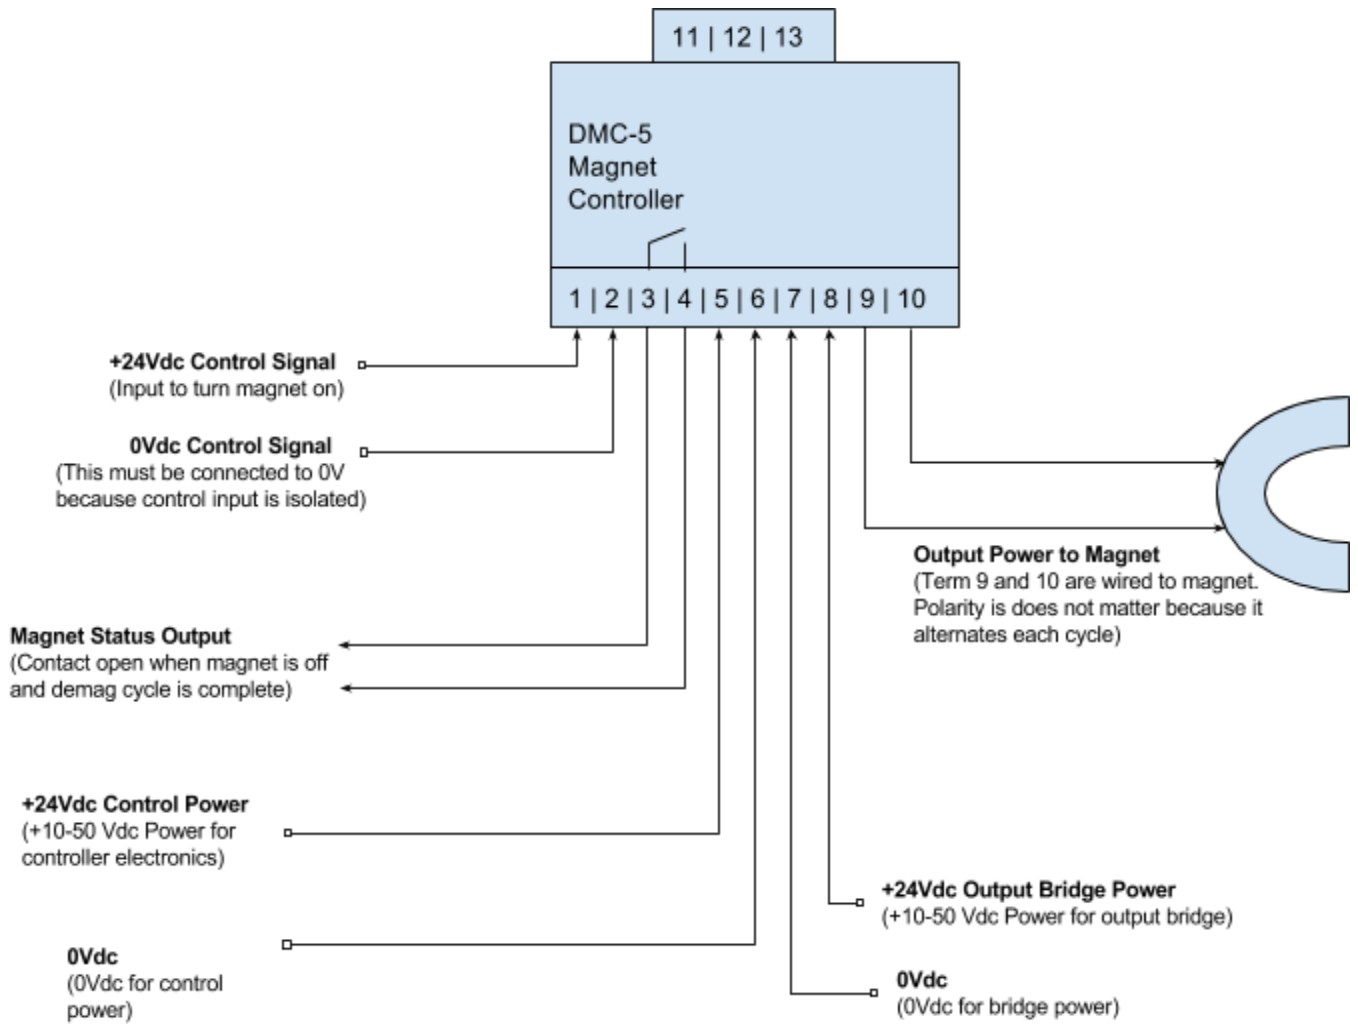 11 | 12 | 13
DMC-5
Magnet
Controller
1 | 2 | 3 | 4 | 5 | 6 | 7 | 8 | 9 | 10
+24Vdc Control Signal
(Input to turn magnet on)
0Vdc Control Signal
(This must be connected to 0V
because control input is isolated)
Output Power to Magnet
(Term 9 and 10 are wired to magnet.
Polarity is does not matter because it
alternates each cycle)
Magnet Status Output
(Contact open when magnet is off
and demag cycle is complete)
+24Vdc Control Power
(+10-50 Vdc Power for
controller electronics)
+24Vdc Output Bridge Power
(+10-50 Vdc Power for output bridge)
0Vdc
(0Vdc for control
power)
0Vdc
(0Vdc for bridge power)